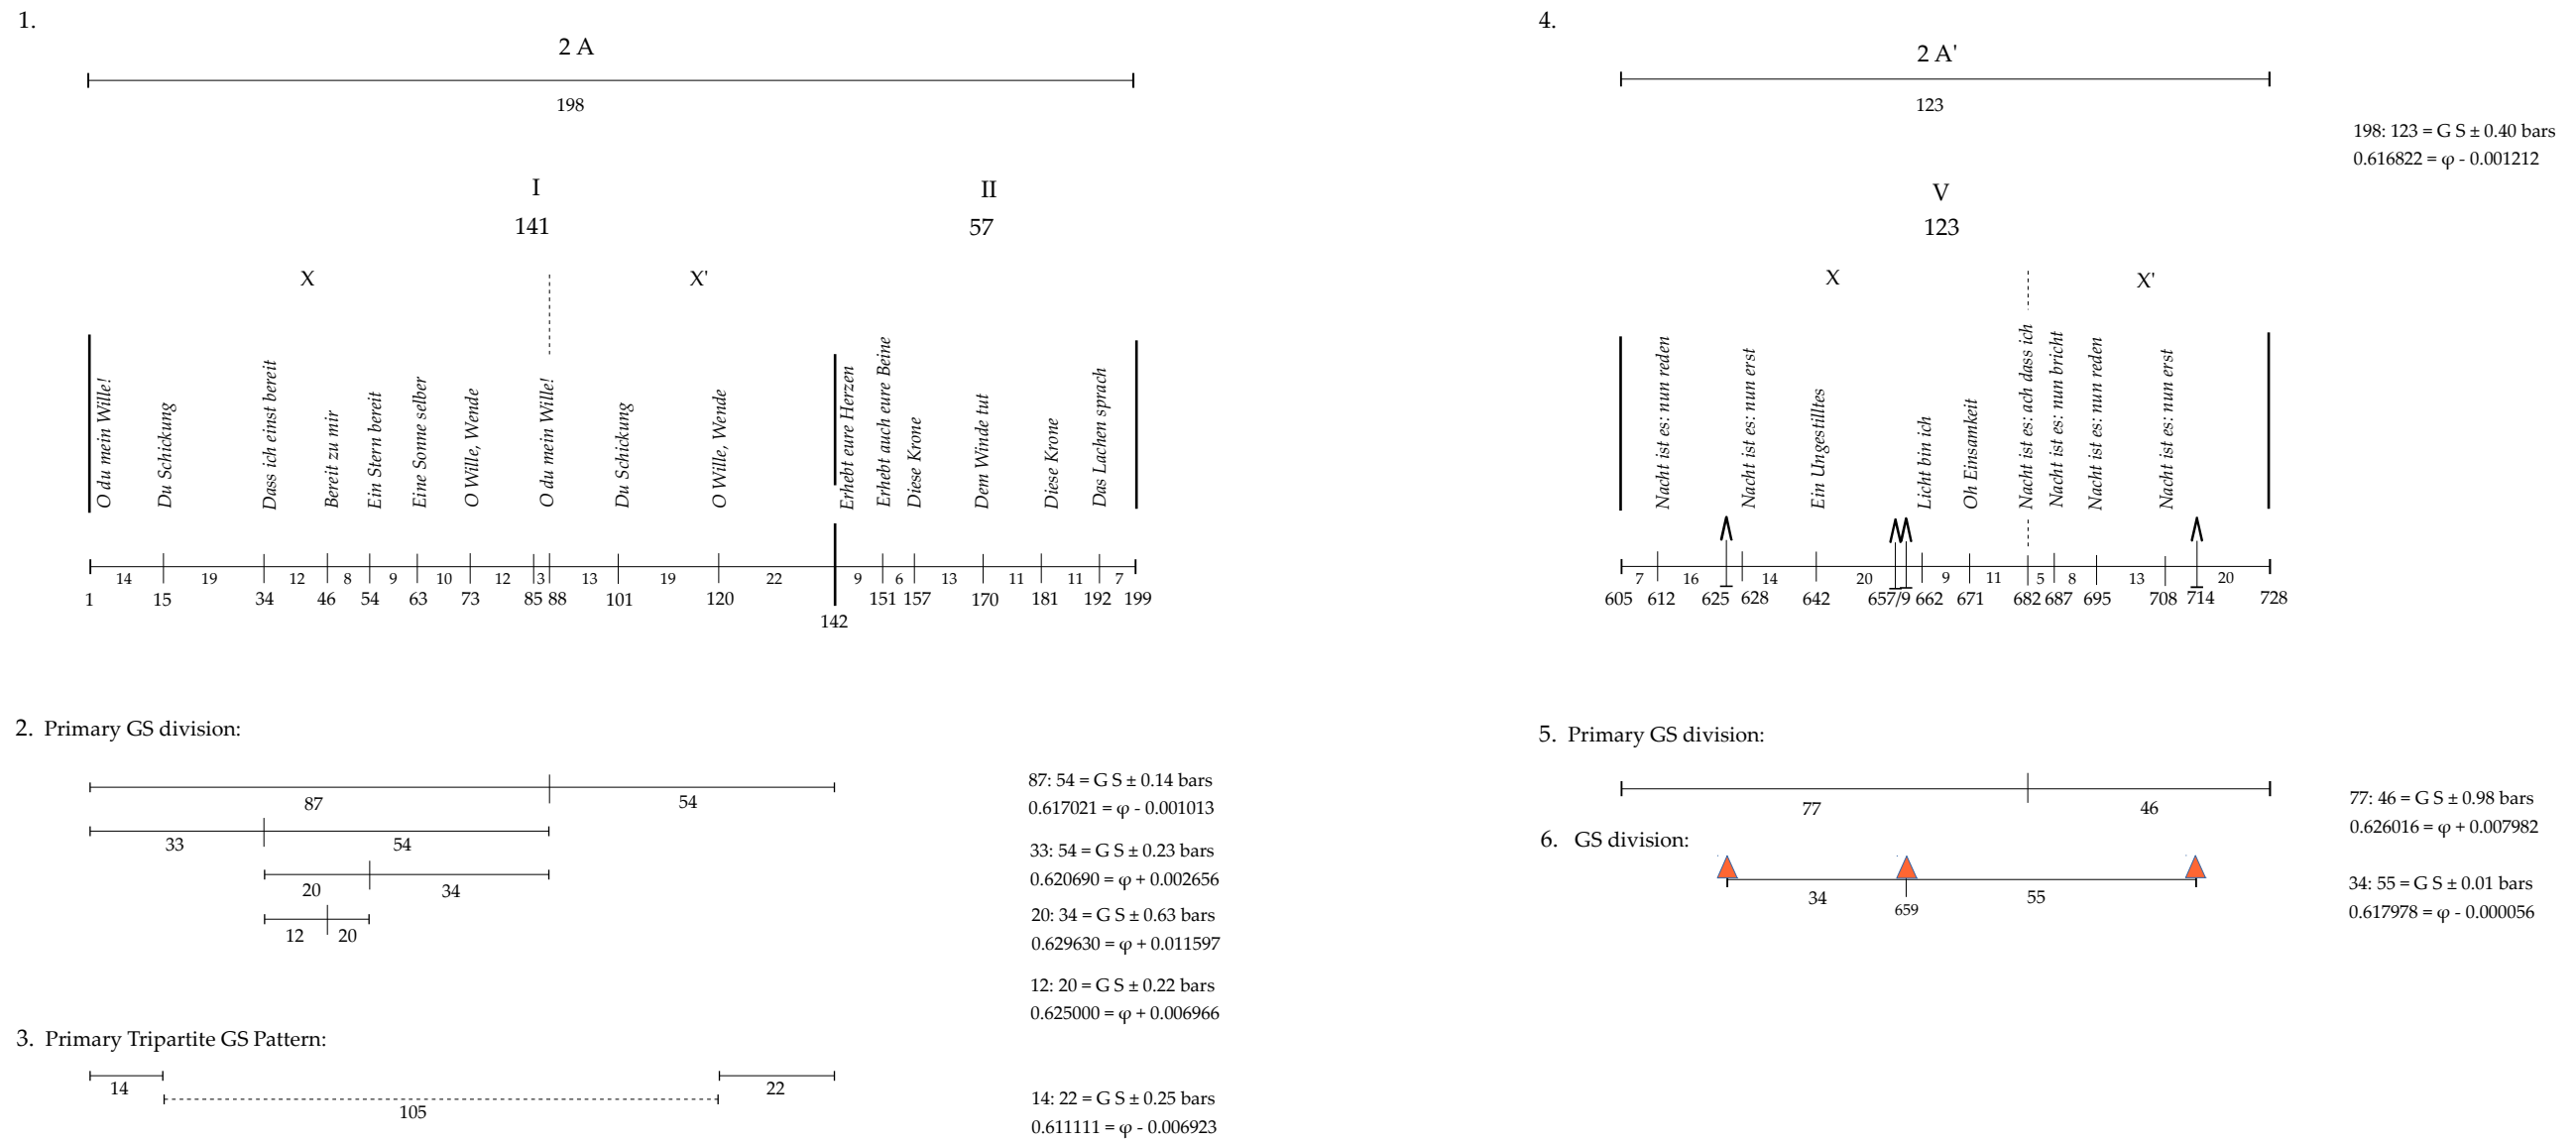 1.
2 A
198
I
II
141
57
X
X'
O du mein Wille!
Du Schickung
Dass ich einst bereit
Bereit zu mir
Ein Stern bereit
Eine Sonne selber
O Wille, Wende
O du mein Wille!
Du Schickung
O Wille, Wende
Erhebt eure Herzen
Erhebt auch eure Beine
Diese Krone
Dem Winde tut
Diese Krone
Das Lachen sprach
14 19 12 8 9 10 12 3 13 19 22 9 6 13 11 11 7
1 15 34 46 54 63 73 85 88 101 120 151 157 170 181 192 199
142
2. Primary GS division:
87 54
87: 54 = G S ± 0.14 bars
0.617021 = φ - 0.001013
33 54
33: 54 = G S ± 0.23 bars
0.620690 = φ + 0.002656
20 34
20: 34 = G S ± 0.63 bars
0.629630 = φ + 0.011597
12 20
12: 20 = G S ± 0.22 bars
0.625000 = φ + 0.006966
3. Primary Tripartite GS Pattern:
14 22
105
14: 22 = G S ± 0.25 bars
0.611111 = φ - 0.006923
4.
2 A'
123
198: 123 = G S ± 0.40 bars
0.616822 = φ - 0.001212
V
123
X
X'
Nacht ist es: nun reden
Nacht ist es: nun erst
Ein Ungestilltes
Licht bin ich
Oh Einsamkeit
Nacht ist es: ach dass ich
Nacht ist es: nun bricht
Nacht ist es: nun reden
Nacht ist es: nun erst
7 16 14 20 9 11 5 8 13 20
605 612 625 628 642 657/9 662 671 682 687 695 708 714 728
5. Primary GS division:
77 46
77: 46 = G S ± 0.98 bars
0.626016 = φ + 0.007982
6. GS division:
34 659 55
34: 55 = G S ± 0.01 bars
0.617978 = φ - 0.000056